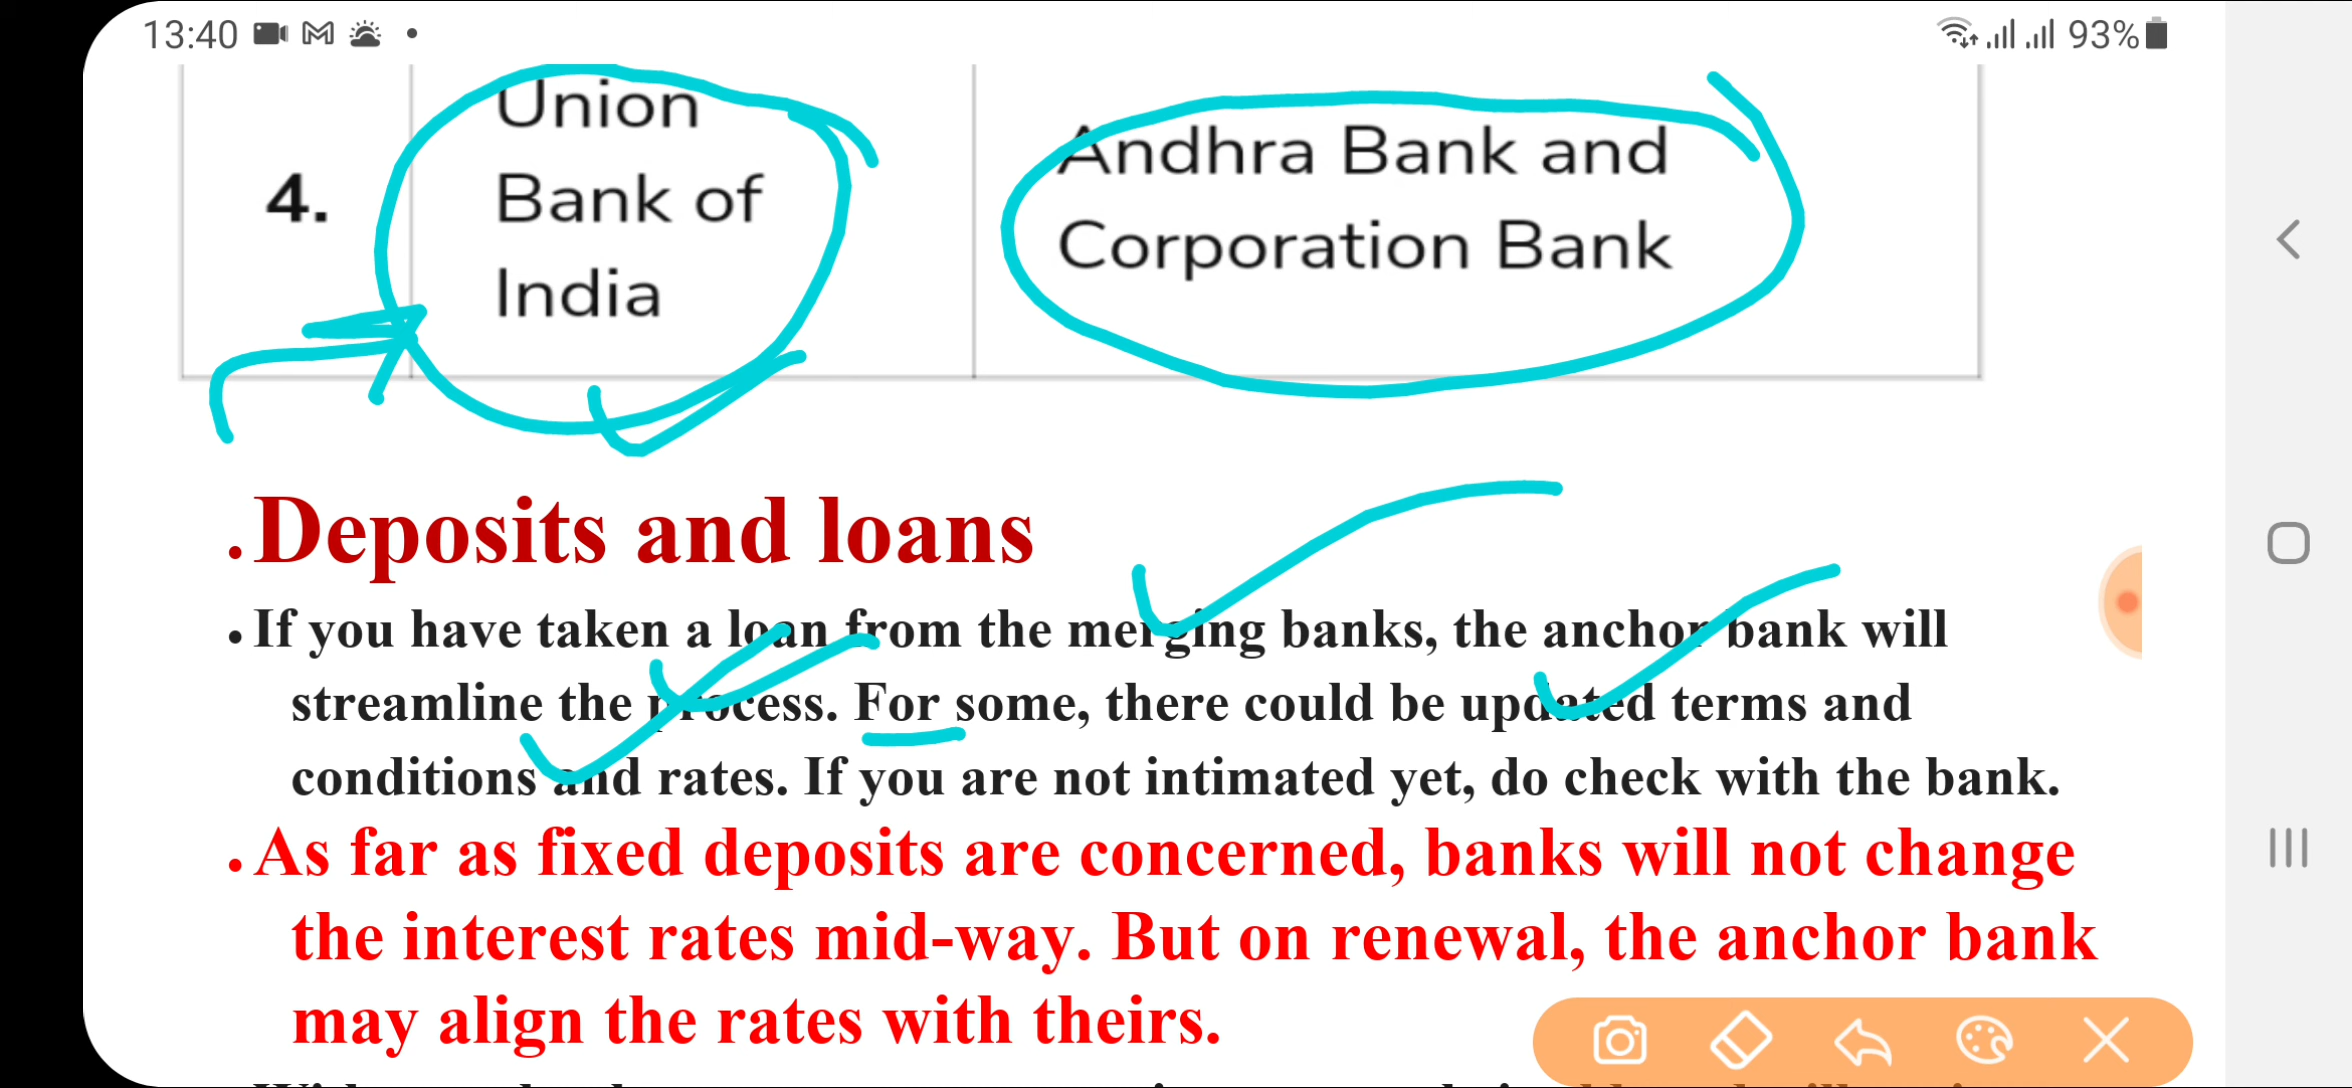 13:40
93%
Union
Bank of
India
4.
Andhra Bank and
Corporation Bank
• Deposits and loans
• If you have taken a loan from the merging banks, the anchor bank will
streamline the process. For some, there could be updated terms and
conditions and rates. If you are not intimated yet, do check with the bank.
• As far as fixed deposits are concerned, banks will not change
the interest rates mid-way. But on renewal, the anchor bank
may align the rates with theirs.